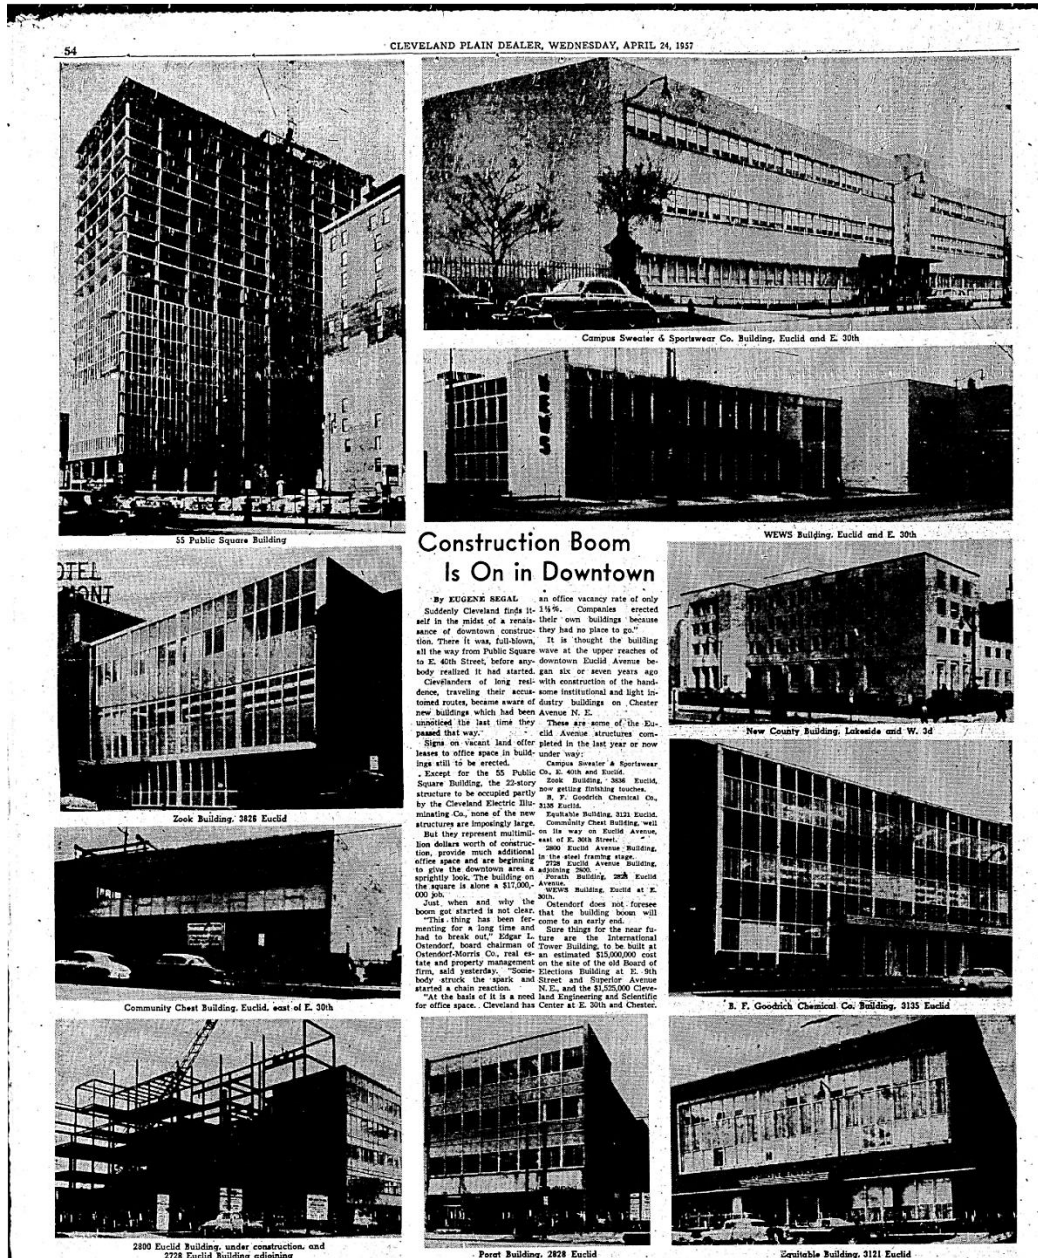 54
CLEVELAND PLAIN DEALER, WEDNESDAY, APRIL 24, 1957
55 Public Square Building
Campus Sweater & Sportswear Co. Building, Euclid and E. 30th
WEWS
WEWS Building, Euclid and E. 30th
Construction Boom
Is On in Downtown
By EUGENE SEGAL
Suddenly Cleveland finds it-
self in the midst of a renais-
sance of downtown construc-
tion. There it was, full-blown,
all the way from Public Square
to E. 40th Street, before any-
body realized it had started.
Clevelanders of long resi-
dence, traveling their accus-
tomed routes, became aware of
new buildings which had been
unnoticed the last time they
passed that way.
Signs on vacant land offer
leases to office space in build-
ings still to be erected.
Except for the 55 Public
Square Building, the 22-story
structure to be occupied partly
by the Cleveland Electric Illu-
minating Co., none of the new
structures are imposingly large.
But they represent multimil-
lion dollars worth of construc-
tion, provide much additional
office space and are beginning
to give the downtown area a
sprightly look. The building on
the square is alone a $17,000,-
000 job.
Just when and why the
boom got started is not clear.
"This thing has been fer-
menting for a long time and
had to break out," Edgar L.
Ostendorf, board chairman of
Ostendorf-Morris Co., real es-
tate and property management
firm, said yesterday. "Some-
body struck the spark and
started a chain reaction.
"At the basis of it is a need
for office space. Cleveland has
an office vacancy rate of only
1½%. Companies erected
their own buildings because
they had no place to go."
It is thought the building
wave at the upper reaches of
downtown Euclid Avenue be-
gan six or seven years ago
with construction of the hand-
some institutional and light in-
dustry buildings on Chester
Avenue N. E.
These are some of the Eu-
clid Avenue structures com-
pleted in the last year or now
under way:
Campus Sweater & Sportswear
Co., E. 40th and Euclid.
Zook Building, 3836 Euclid,
now getting finishing touches.
B. F. Goodrich Chemical Co.,
3135 Euclid.
Equitable Building, 3121 Euclid.
Community Chest Building, well
on its way on Euclid Avenue,
east of E. 30th Street.
2800 Euclid Avenue Building,
in the steel framing stage.
2728 Euclid Avenue Building,
adjoining 2800.
Porath Building, 2828 Euclid
Avenue.
WEWS Building, Euclid at E.
30th.
Ostendorf does not foresee
that the building boom will
come to an early end.
Sure things for the near fu-
ture are the International
Tower Building, to be built at
an estimated $15,000,000 cost
on the site of the old Board of
Elections Building at E. 9th
Street and Superior Avenue
N. E., and the $1,525,000 Cleve-
land Engineering and Scientific
Center at E. 30th and Chester.
New County Building, Lakeside and W. 3d
Zook Building, 3826 Euclid
Community Chest Building, Euclid, east of E. 30th
B. F. Goodrich Chemical Co. Building, 3135 Euclid
2800 Euclid Building, under construction, and
2728 Euclid Building adjoining
Porat Building, 2828 Euclid
Equitable Building, 3121 Euclid